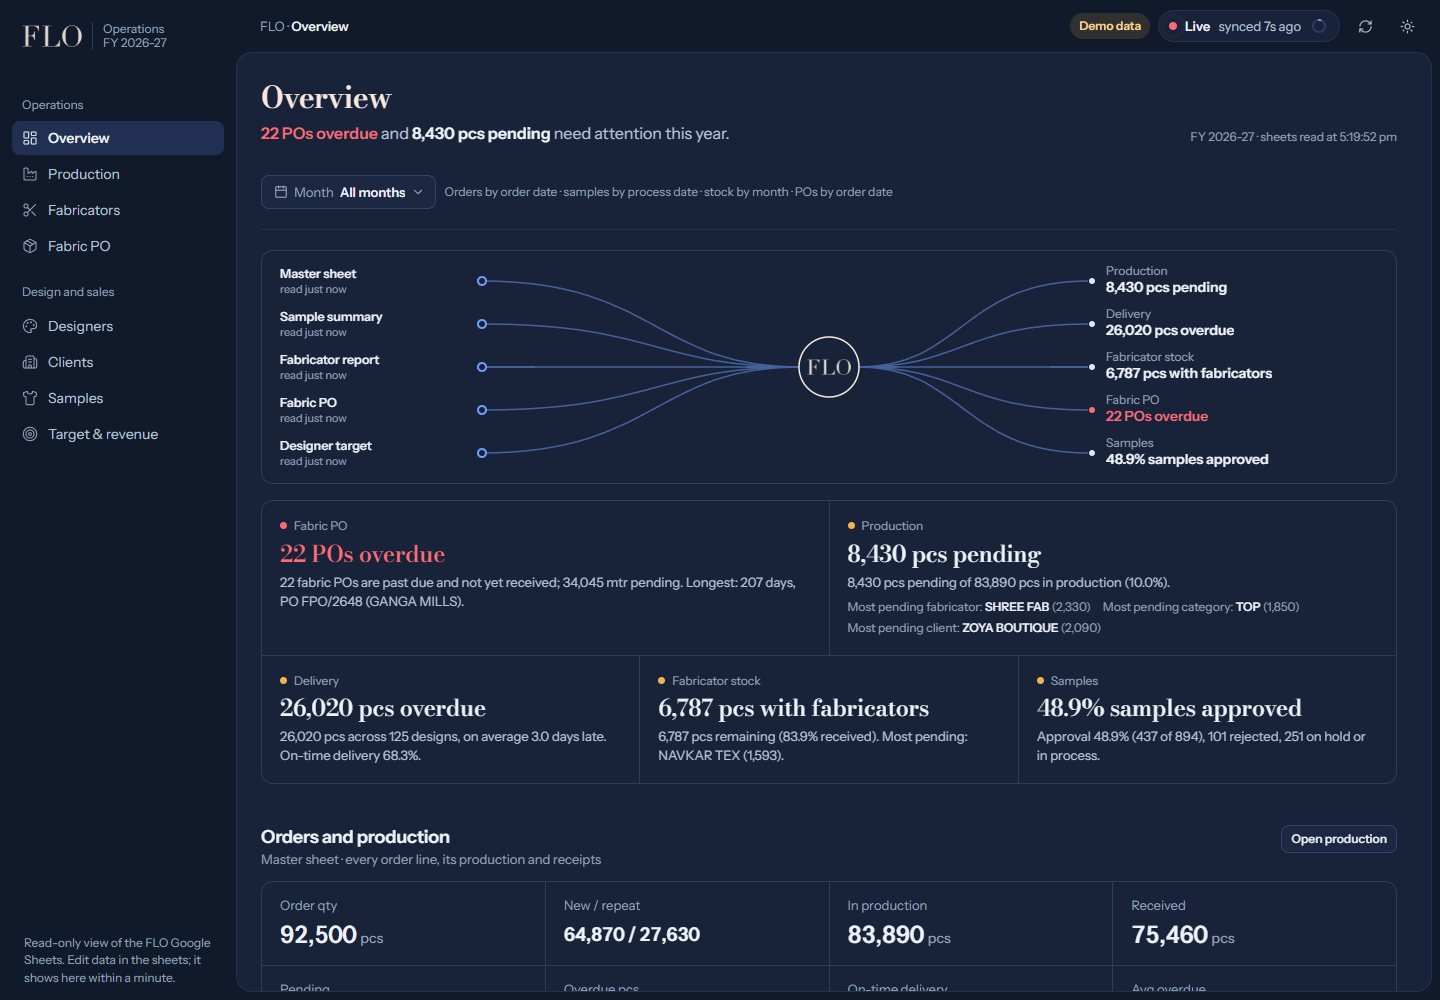 FLO
Operations
FY 2026-27
FLO · Overview
Demo data
Live synced 7s ago
Operations
Overview
Production
Fabricators
Fabric PO
Design and sales
Designers
Clients
Samples
Target & revenue
Read-only view of the FLO Google
Sheets. Edit data in the sheets; it
shows here within a minute.
Overview
22 POs overdue and 8,430 pcs pending need attention this year.
FY 2026-27 · sheets read at 5:19:52 pm
Month All months
Orders by order date · samples by process date · stock by month · POs by order date
Master sheet
read just now
Sample summary
read just now
Fabricator report
read just now
Fabric PO
read just now
Designer target
read just now
FLO
Production
8,430 pcs pending
Delivery
26,020 pcs overdue
Fabricator stock
6,787 pcs with fabricators
Fabric PO
22 POs overdue
Samples
48.9% samples approved
Fabric PO
22 POs overdue
22 fabric POs are past due and not yet received; 34,045 mtr pending. Longest: 207 days,
PO FPO/2648 (GANGA MILLS).
Production
8,430 pcs pending
8,430 pcs pending of 83,890 pcs in production (10.0%).
Most pending fabricator: SHREE FAB (2,330) Most pending category: TOP (1,850)
Most pending client: ZOYA BOUTIQUE (2,090)
Delivery
26,020 pcs overdue
26,020 pcs across 125 designs, on average 3.0 days late.
On-time delivery 68.3%.
Fabricator stock
6,787 pcs with fabricators
6,787 pcs remaining (83.9% received). Most pending:
NAVKAR TEX (1,593).
Samples
48.9% samples approved
Approval 48.9% (437 of 894), 101 rejected, 251 on hold or
in process.
Orders and production
Master sheet · every order line, its production and receipts
Open production
Order qty
92,500 pcs
New / repeat
64,870 / 27,630
In production
83,890 pcs
Received
75,460 pcs
Pending
Overdue pcs
On-time delivery
Avg overdue